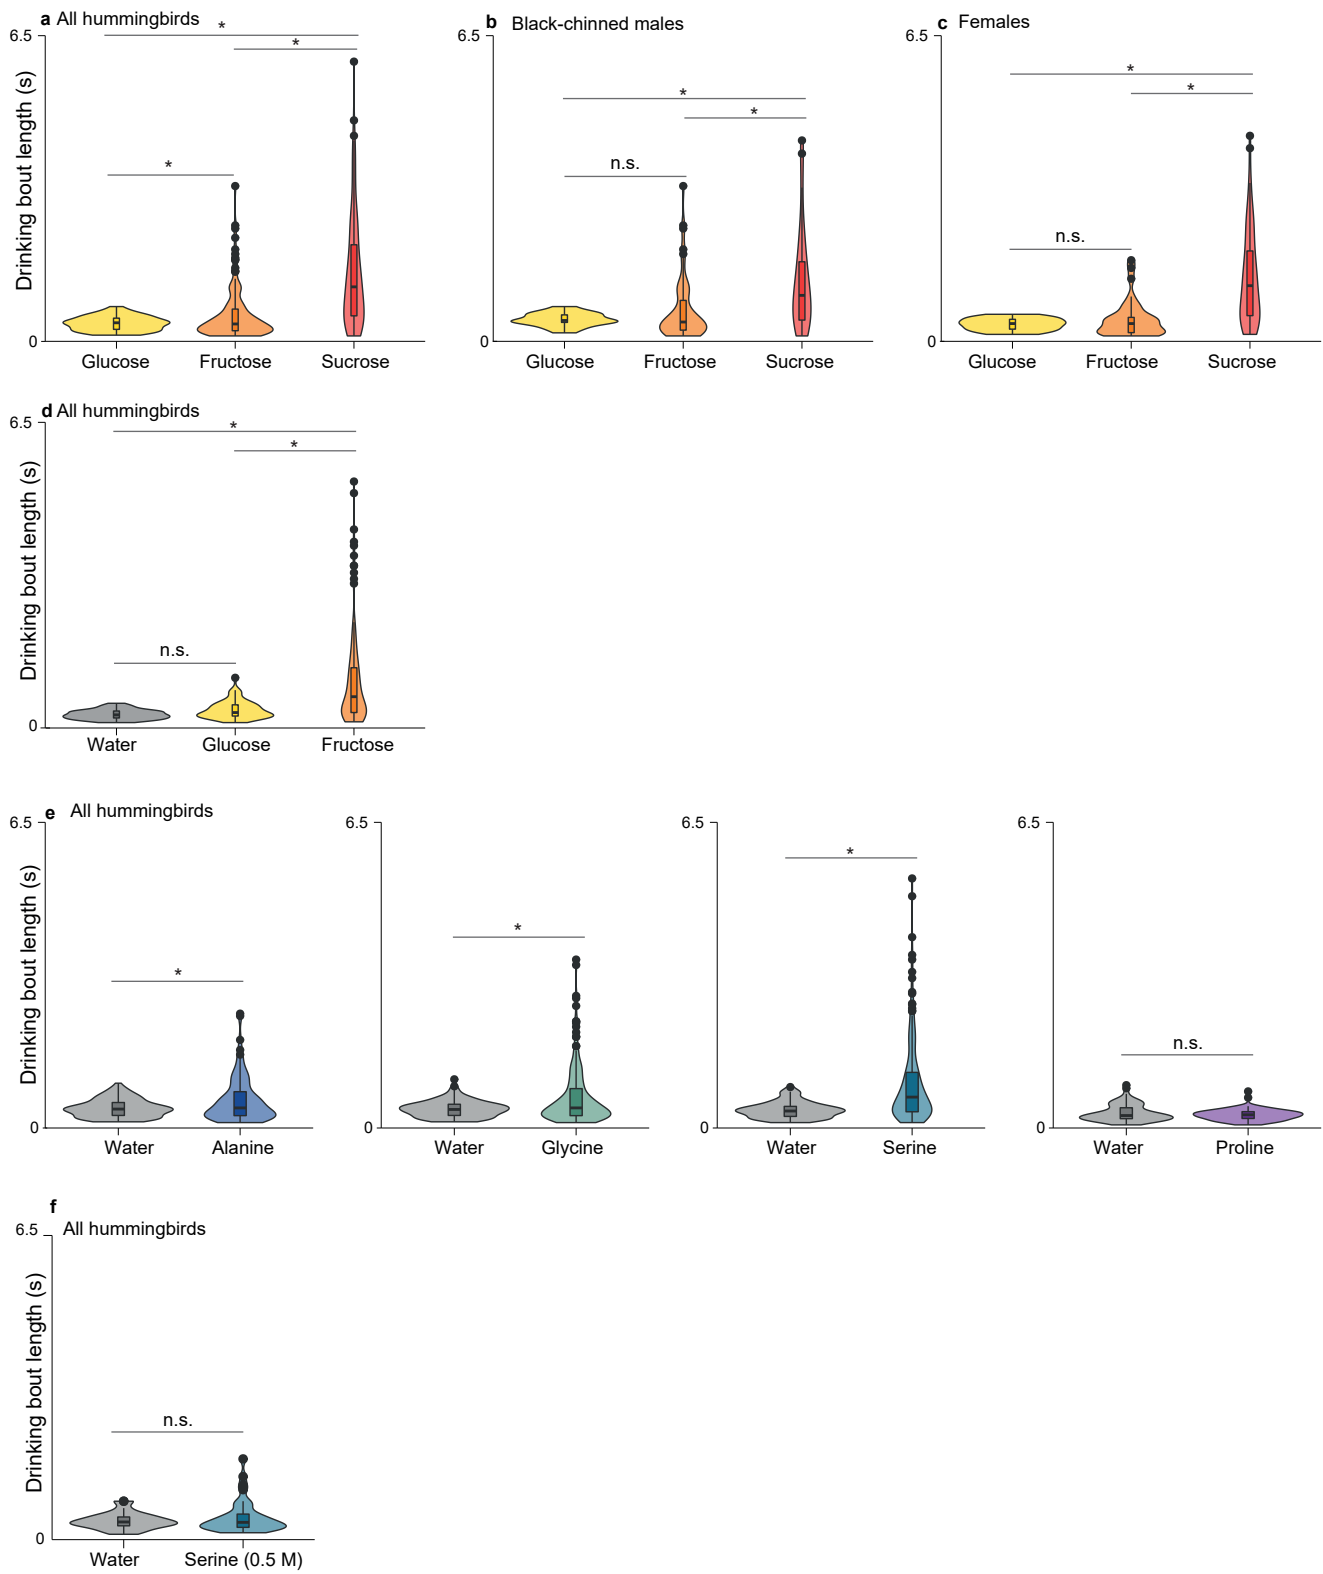 a All hummingbirds
6.5
*
*
*
Drinking bout length (s)
0
Glucose Fructose Sucrose
b Black-chinned males
6.5
*
*
n.s.
0
Glucose Fructose Sucrose
c Females
6.5
*
*
n.s.
0
Glucose Fructose Sucrose
d All hummingbirds
6.5
*
*
n.s.
Drinking bout length (s)
0
Water Glucose Fructose
e All hummingbirds
6.5
*
Drinking bout length (s)
0
Water Alanine
6.5
*
0
Water Glycine
6.5
*
0
Water Serine
6.5
n.s.
0
Water Proline
f
All hummingbirds
6.5
n.s.
Drinking bout length (s)
0
Water Serine (0.5 M)